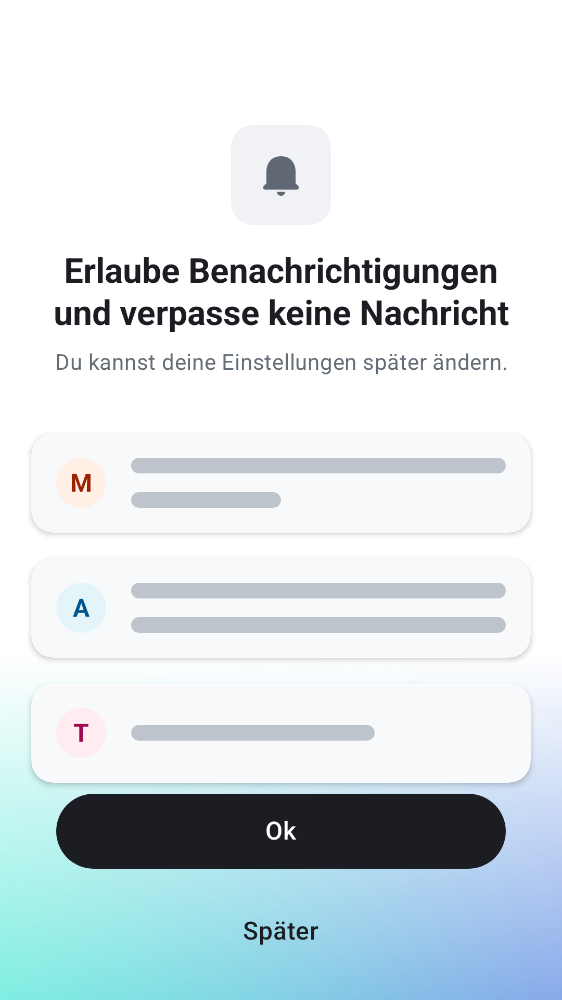 Erlaube Benachrichtigungen
und verpasse keine Nachricht
Du kannst deine Einstellungen später ändern.
M
A
T
Ok
Später